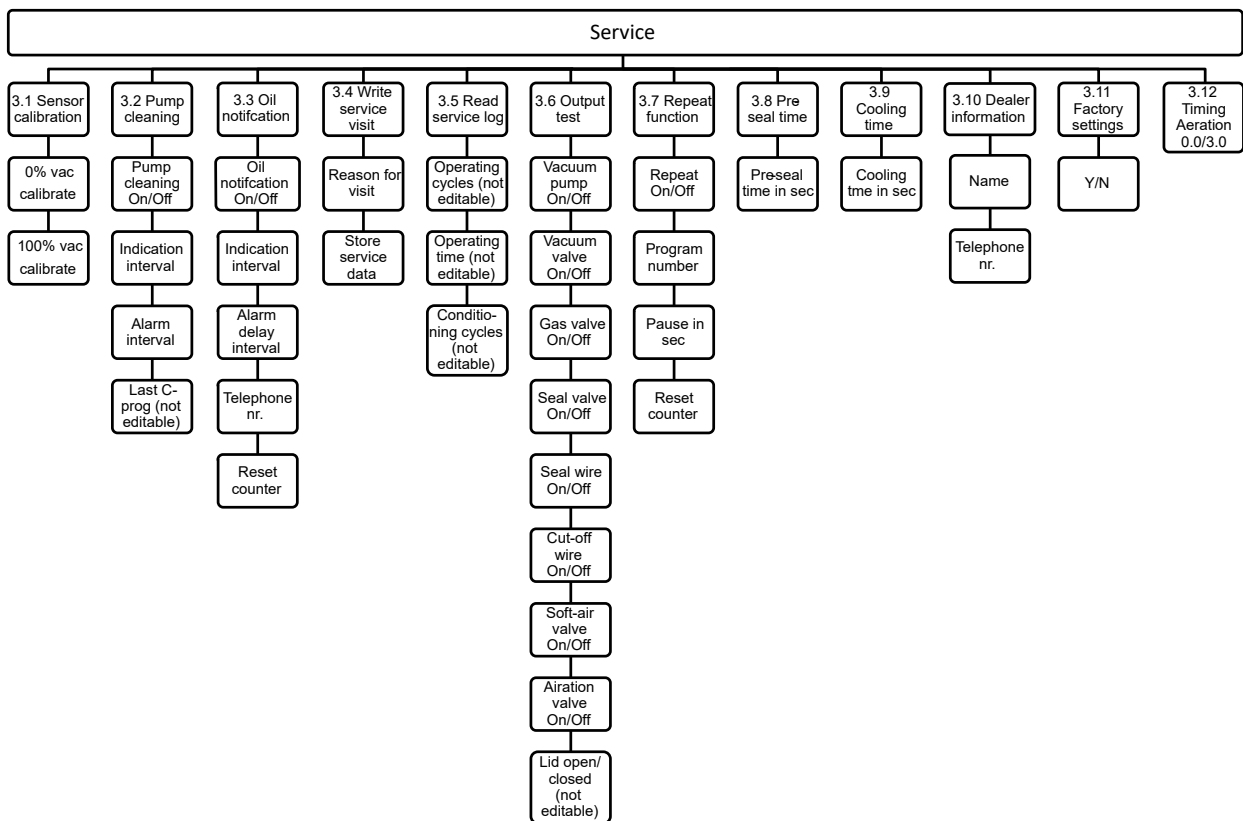 Service
3.1 Sensor
calibration
0% vac
calibrate
100% vac
calibrate
3.2 Pump
cleaning
Pump
cleaning
On/Off
Indication
interval
Alarm
interval
Last C-
prog (not
editable)
3.3 Oil
notifcation
Oil
notifcation
On/Off
Indication
interval
Alarm
delay
interval
Telephone
nr.
Reset
counter
3.4 Write
service
visit
Reason for
visit
Store
service
data
3.5 Read
service log
Operating
cycles (not
editable)
Operating
time (not
editable)
Conditio-
ning cycles
(not
editable)
3.6 Output
test
Vacuum
pump
On/Off
Vacuum
valve
On/Off
Gas valve
On/Off
Seal valve
On/Off
Seal wire
On/Off
Cut-off
wire
On/Off
Soft-air
valve
On/Off
Airation
valve
On/Off
Lid open/
closed
(not
editable)
3.7 Repeat
function
Repeat
On/Off
Program
number
Pause in
sec
Reset
counter
3.8 Pre-
seal time
Pre-seal
time in sec
3.9
Cooling
time
Cooling
tme in sec
3.10 Dealer
information
Name
Telephone
nr.
3.11
Factory
settings
Y/N
3.12
Timing
Aeration
0.0/3.0